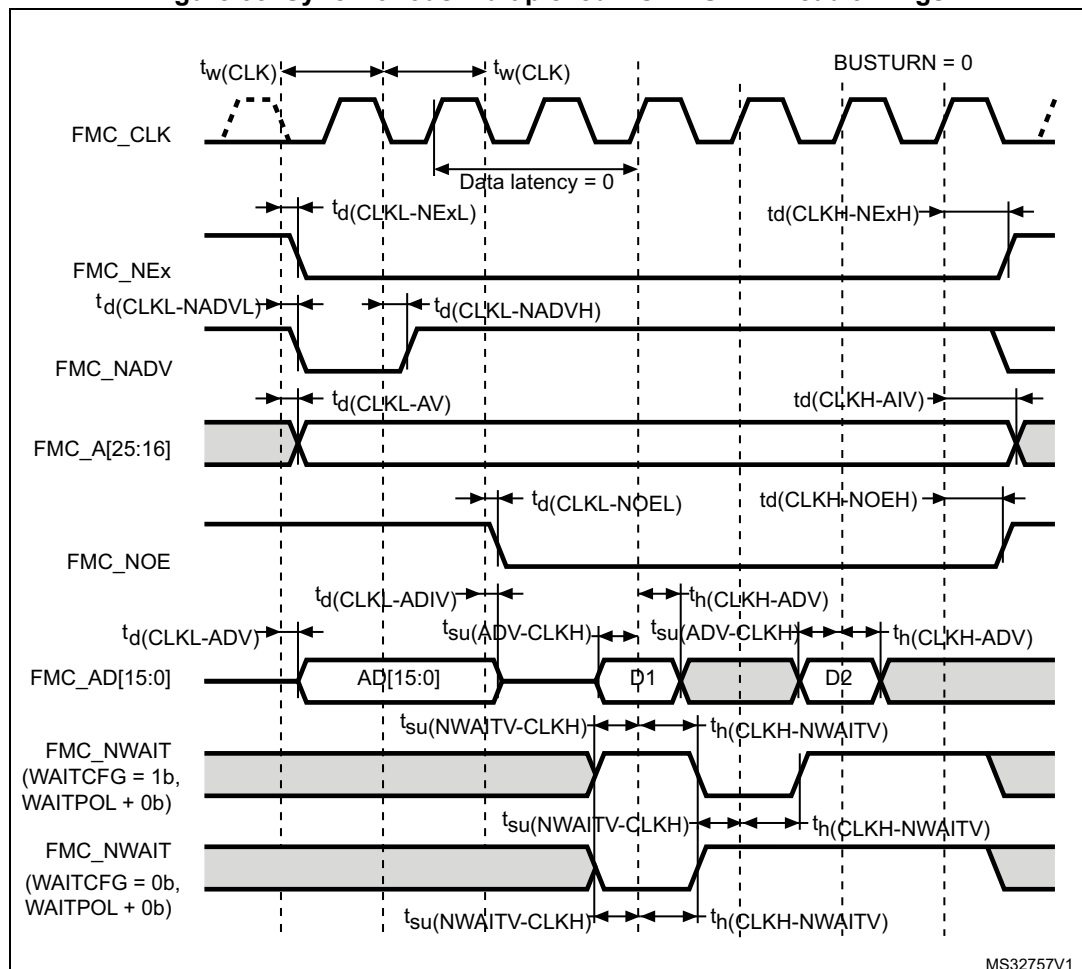 tw(CLK) tw(CLK) BUSTURN = 0
FMC_CLK
Data latency = 0
td(CLKL-NExL) td(CLKH-NExH)
FMC_NEx
td(CLKL-NADVL) td(CLKL-NADVH)
FMC_NADV
td(CLKL-AV) td(CLKH-AIV)
FMC_A[25:16]
td(CLKL-NOEL) td(CLKH-NOEH)
FMC_NOE
td(CLKL-ADIV) th(CLKH-ADV)
td(CLKL-ADV) tsu(ADV-CLKH) tsu(ADV-CLKH) th(CLKH-ADV)
FMC_AD[15:0] AD[15:0] D1 D2
tsu(NWAITV-CLKH) th(CLKH-NWAITV)
FMC_NWAIT
(WAITCFG = 1b,
WAITPOL + 0b)
tsu(NWAITV-CLKH) th(CLKH-NWAITV)
FMC_NWAIT
(WAITCFG = 0b,
WAITPOL + 0b)
tsu(NWAITV-CLKH) th(CLKH-NWAITV)
MS32757V1